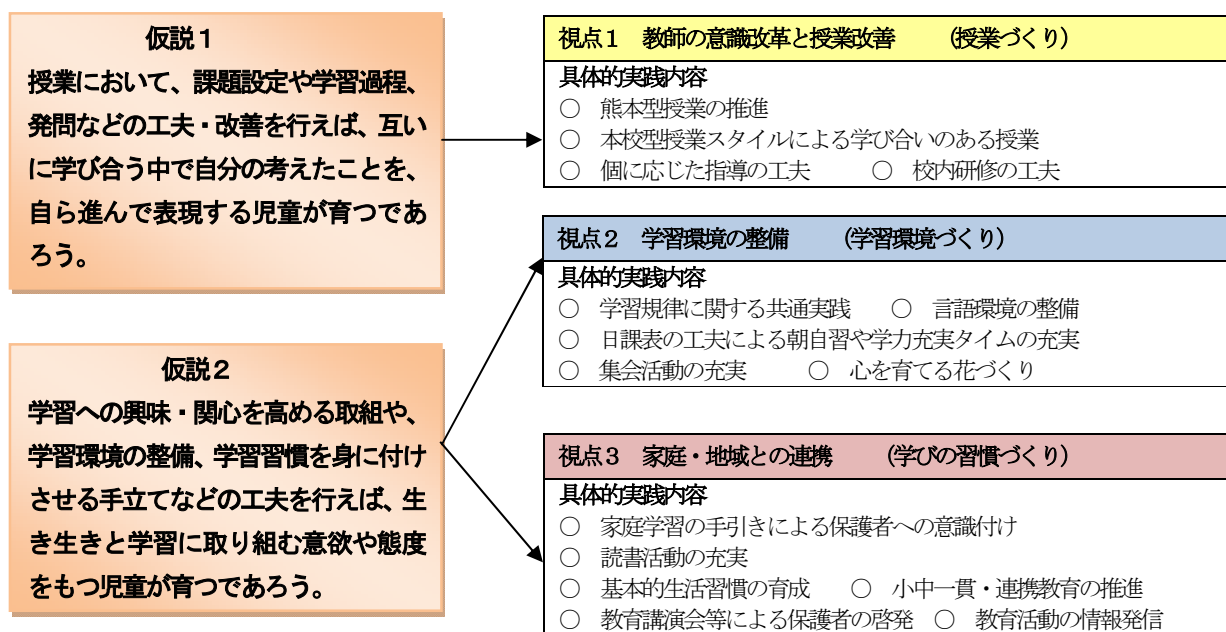 仮説1
授業において、課題設定や学習過程、
発問などの工夫・改善を行えば、互い
に学び合う中で自分の考えたことを、
自ら進んで表現する児童が育つであ
ろう。
仮説2
学習への興味・関心を高める取組や、
学習環境の整備、学習習慣を身に付け
させる手立てなどの工夫を行えば、生
き生きと学習に取り組む意欲や態度
をもつ児童が育つであろう。
視点1 教師の意識改革と授業改善 (授業づくり)
具体的実践内容
○ 熊本型授業の推進
○ 本校型授業スタイルによる学び合いのある授業
○ 個に応じた指導の工夫 ○ 校内研修の工夫
視点2 学習環境の整備 (学習環境づくり)
具体的実践内容
○ 学習規律に関する共通実践 ○ 言語環境の整備
○ 日課表の工夫による朝自習や学力充実タイムの充実
○ 集会活動の充実 ○ 心を育てる花づくり
視点3 家庭・地域との連携 (学びの習慣づくり)
具体的実践内容
○ 家庭学習の手引きによる保護者への意識付け
○ 読書活動の充実
○ 基本的生活習慣の育成 ○ 小中一貫・連携教育の推進
○ 教育講演会等による保護者の啓発 ○ 教育活動の情報発信